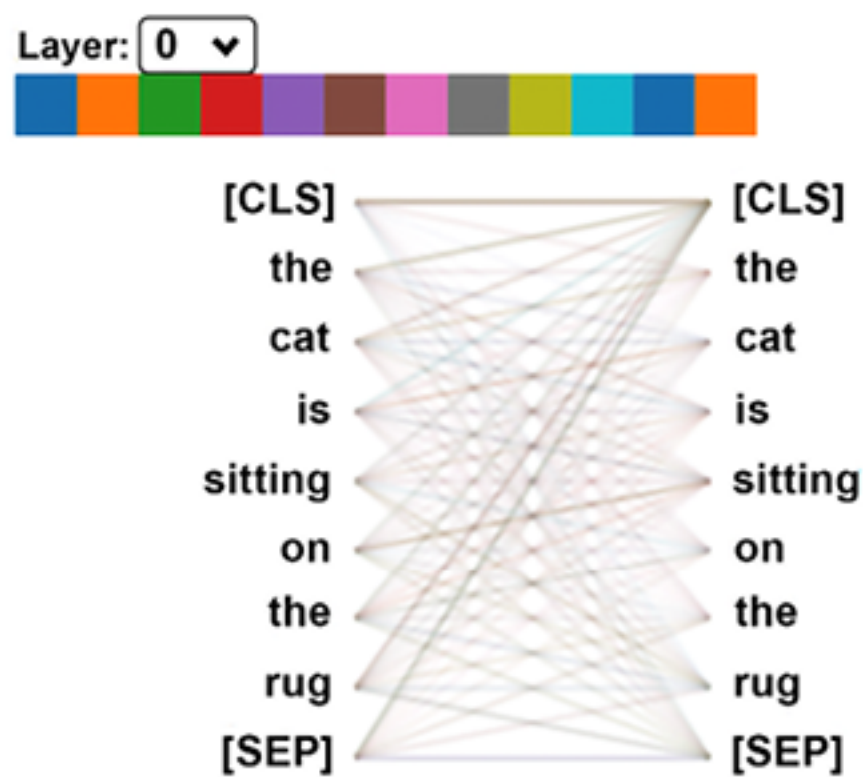 Layer: 0
[CLS] [CLS]
the the
cat cat
is is
sitting sitting
on on
the the
rug rug
[SEP] [SEP]